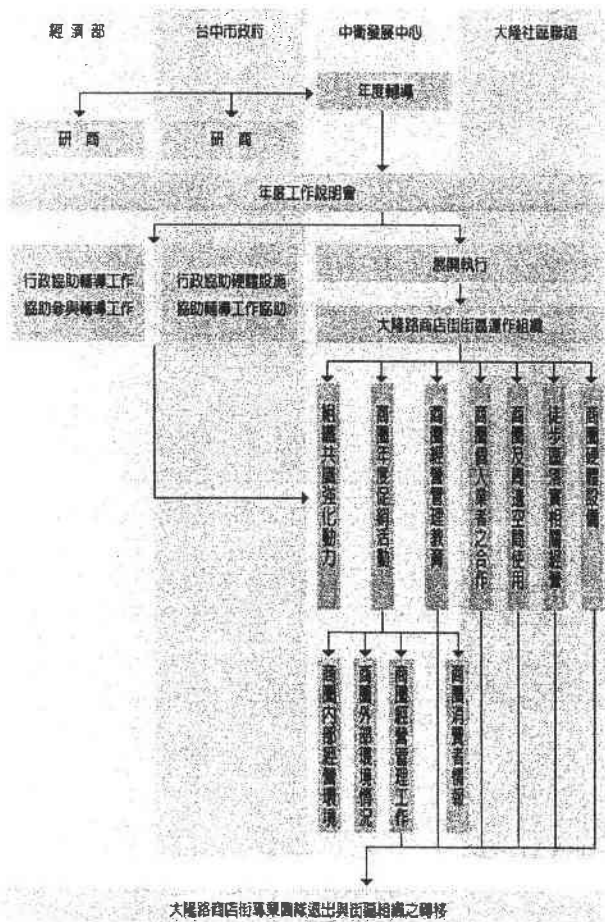 經濟部
台中市政府
中衛發展中心
大隆社區聯誼
年度輔導
研商
研商
年度工作說明會
行政協助輔導工作
協助參與輔導工作
行政協助硬體設施
協助輔導工作協助
展開執行
大隆路商店街街區運作組織
組織共識強化動力
商圈年度促銷活動
商圈經營管理教育
商圈個人業者之合作
商圈及周遭空間使用
徒步區落實相關經營
商圈硬體設備
商圈內部經營環境
商圈外部環境情況
商圈經營管理工作
商圈消費者情報
大隆路商店街專業團隊退出與街區組織之轉移